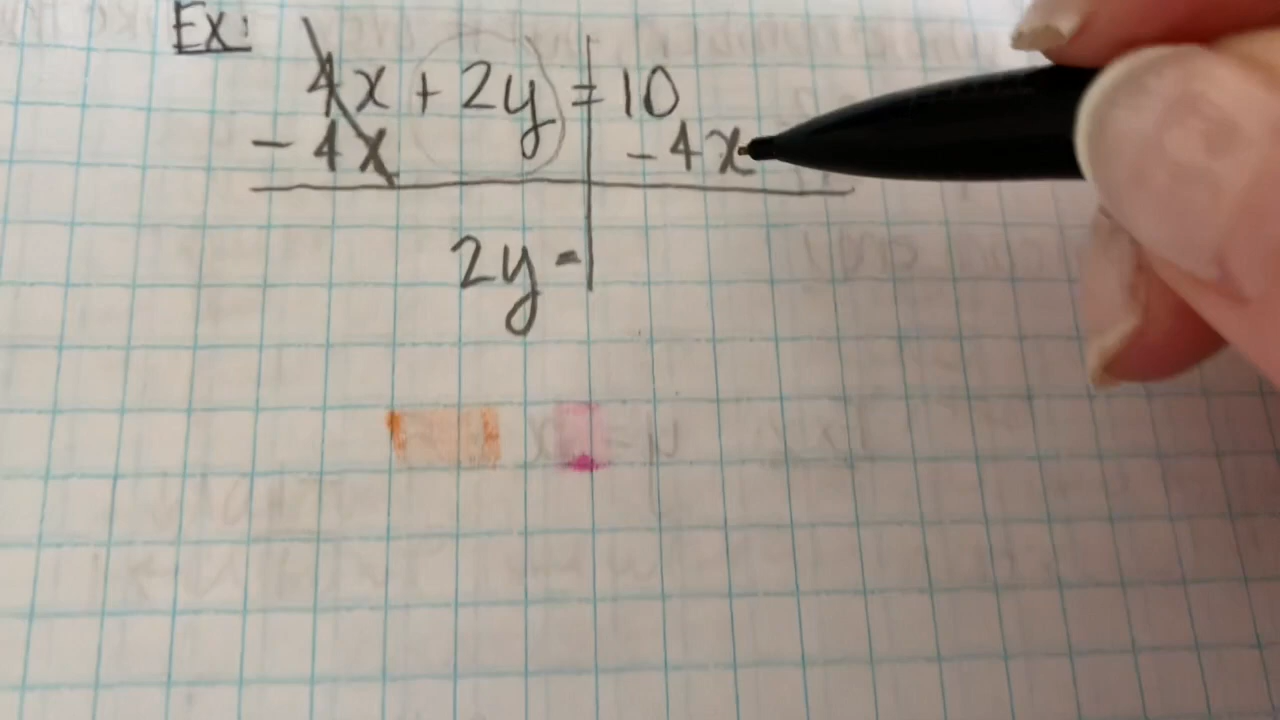 Ex:
4x + 2y = 10
- 4x - 4x
2y =